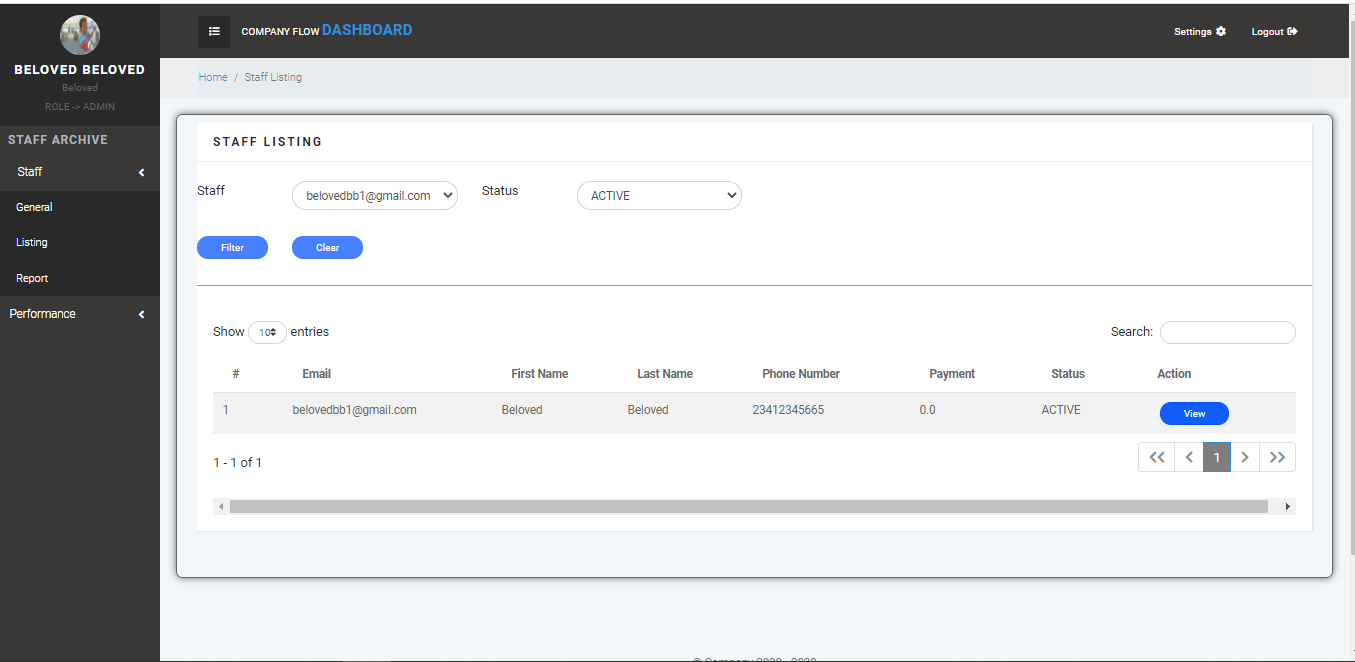 BELOVED BELOVED
Beloved
ROLE -> ADMIN
STAFF ARCHIVE
Staff
General
Listing
Report
Performance
COMPANY FLOW DASHBOARD
Settings
Logout
Home / Staff Listing
STAFF LISTING
Staff belovedbb1@gmail.com Status ACTIVE
Filter Clear
Show 10 entries Search:
# Email First Name Last Name Phone Number Payment Status Action
1 belovedbb1@gmail.com Beloved Beloved 23412345665 0.0 ACTIVE View
1 - 1 of 1
1